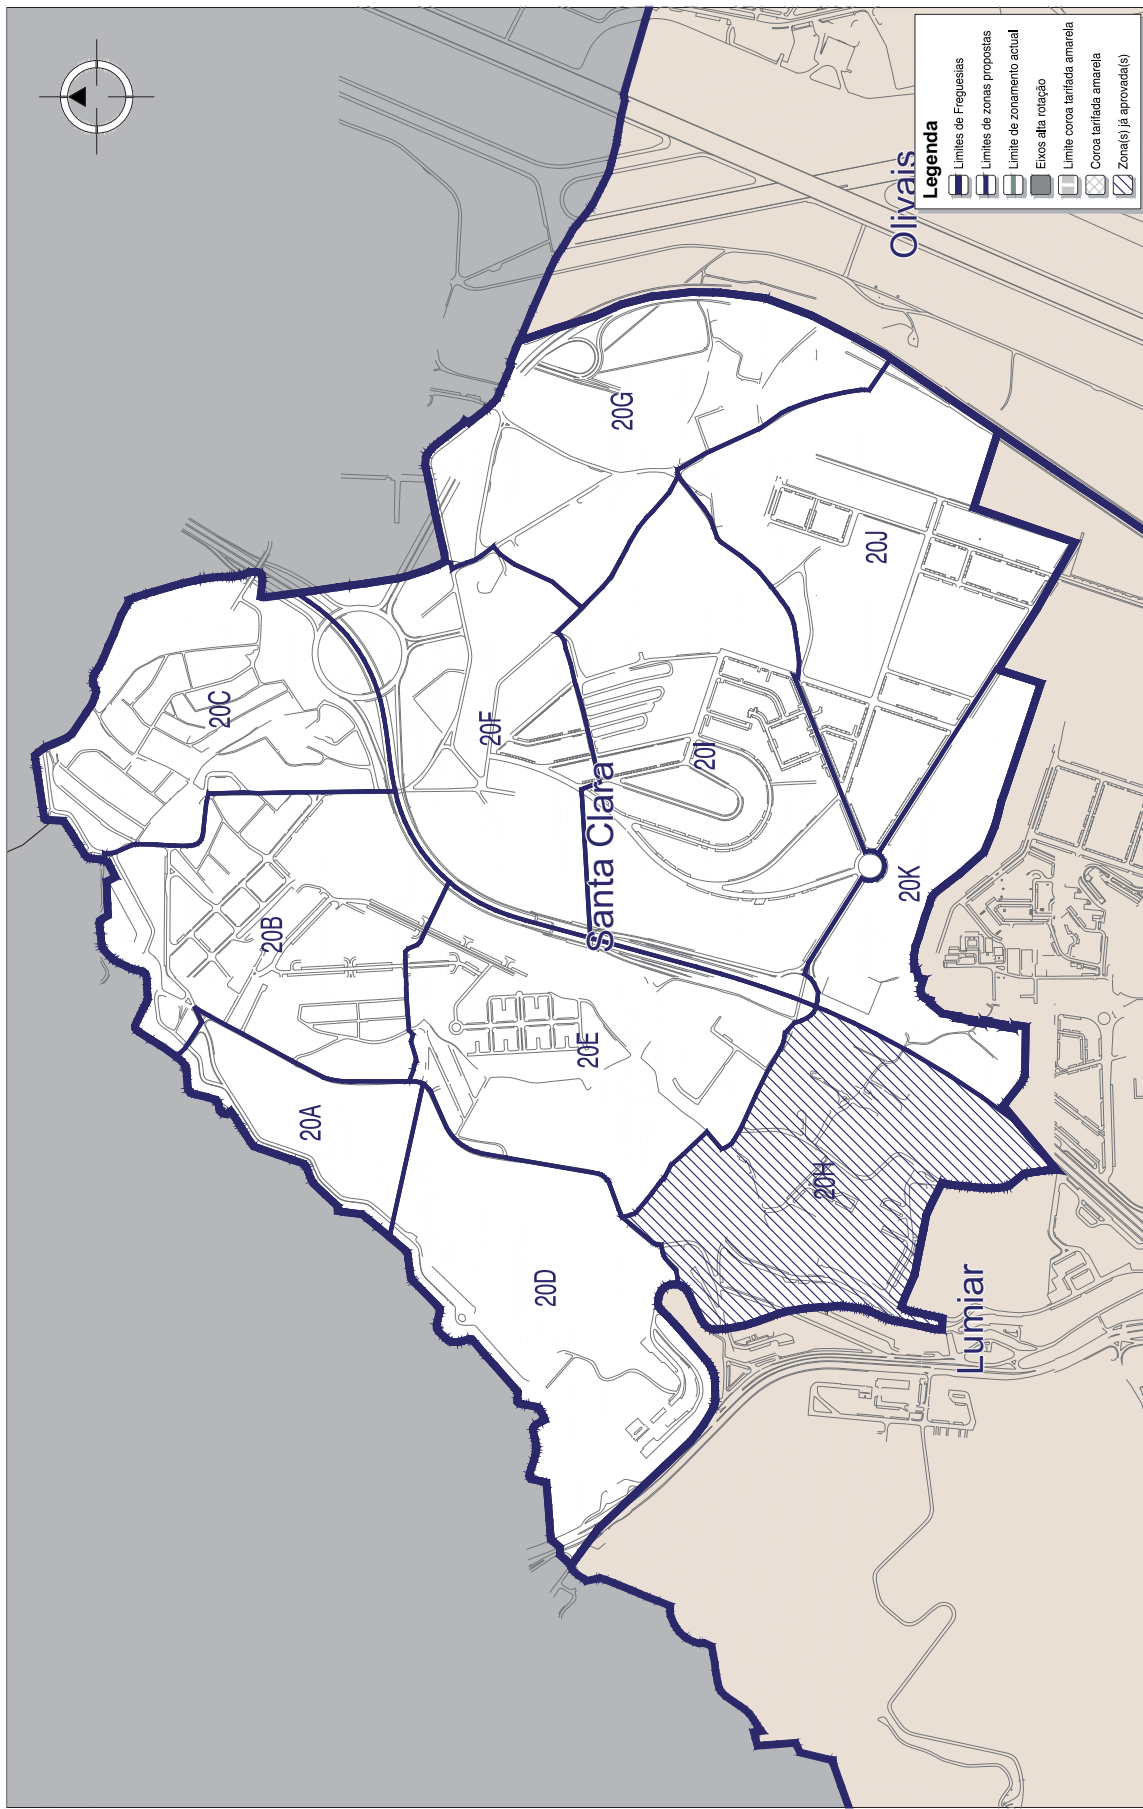 Legenda
Limites de Freguesias
Limites de zonas propostas
Limite de zonamento actual
Eixos alta rotação
Limite coroa tarifada amarela
Coroa tarifada amarela
Zona(s) já aprovada(s)
Olivais
Santa Clara
Lumiar
20A
20B
20C
20D
20E
20F
20G
20H
20I
20J
20K